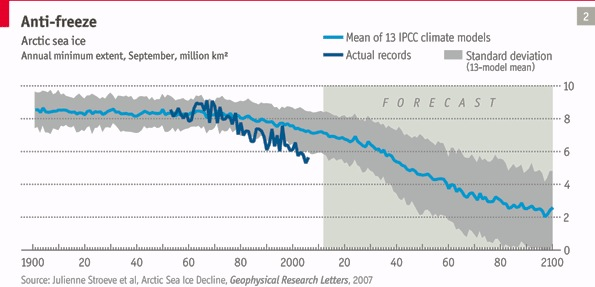 2
Anti-freeze
Arctic sea ice
Annual minimum extent, September, million km²
Mean of 13 IPCC climate models
Actual records
Standard deviation
(13-model mean)
FORECAST
10
8
6
4
2
0
1900 20 40 60 80 2000 20 40 60 80 2100
Source: Julienne Stroeve et al, Arctic Sea Ice Decline, Geophysical Research Letters, 2007